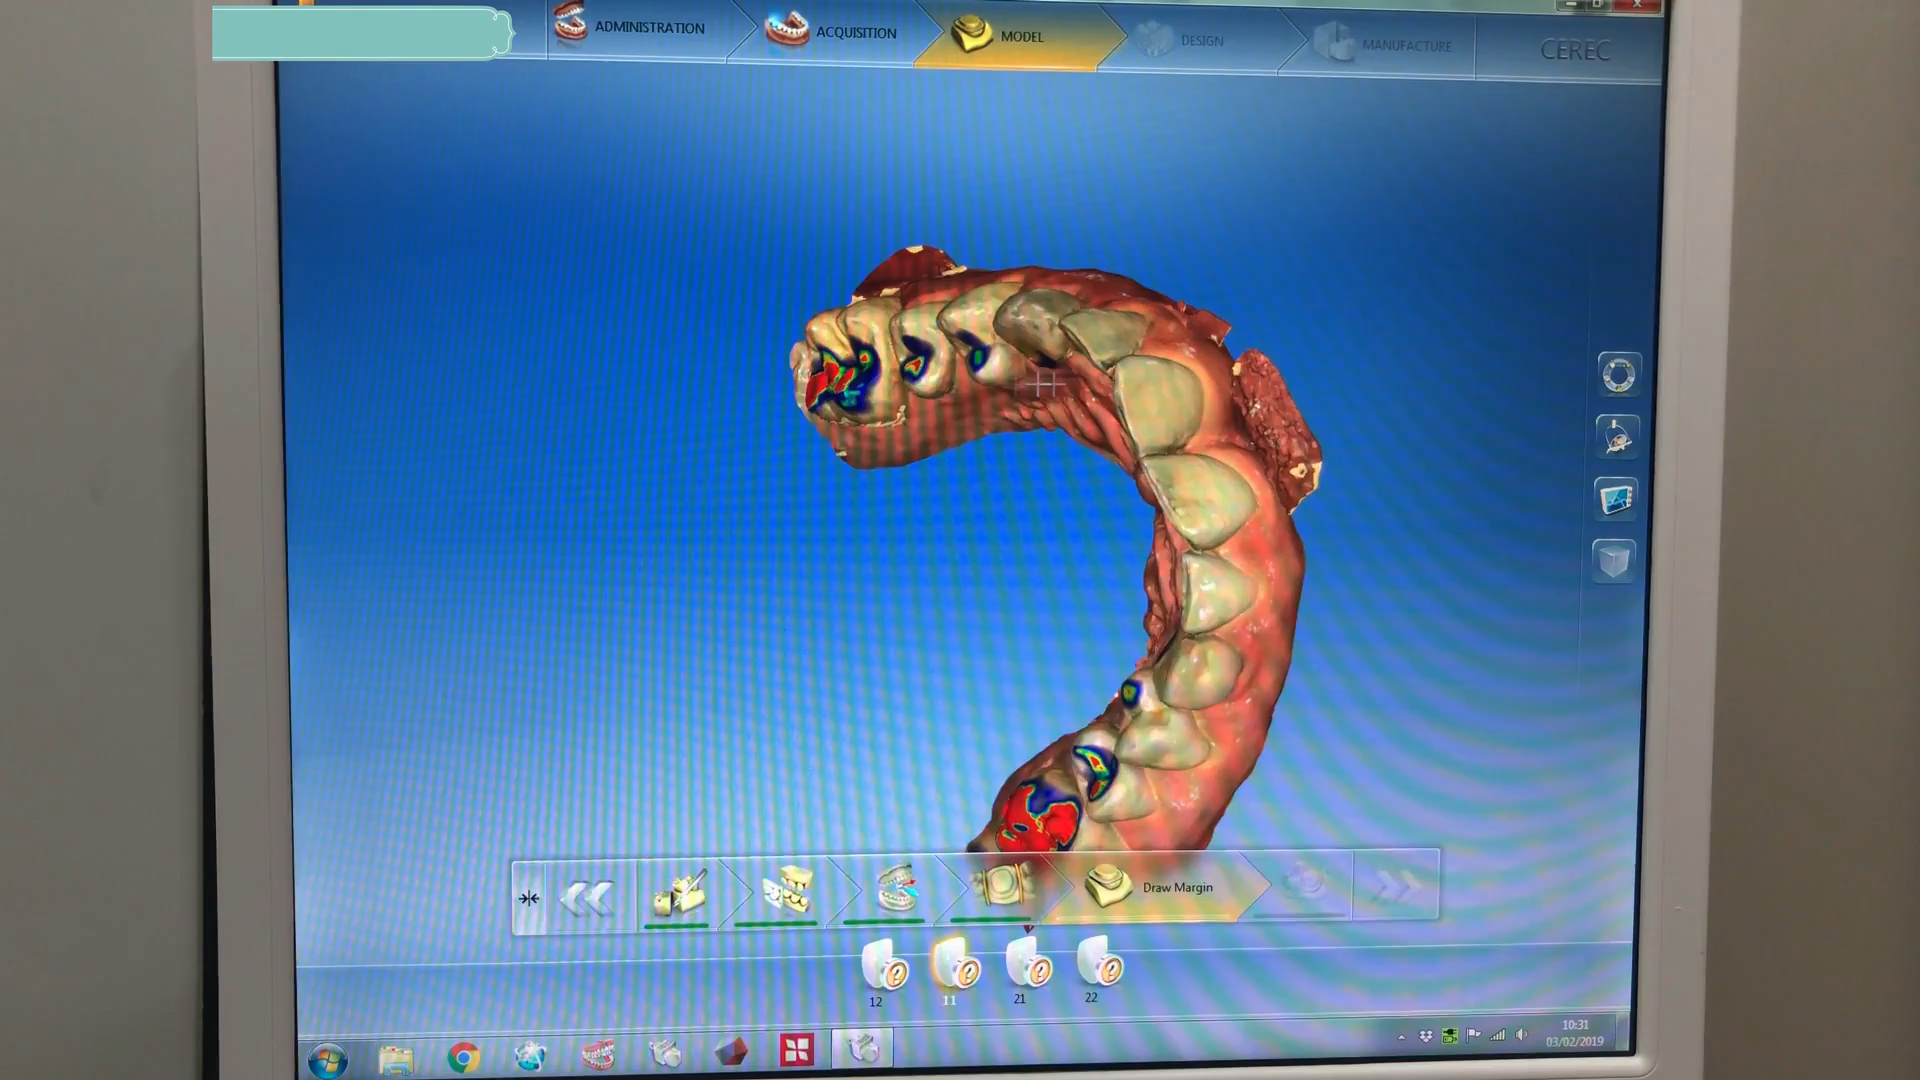 ADMINISTRATION
ACQUISITION
MODEL
DESIGN
MANUFACTURE
CEREC
Draw Margin
12
11
21
22
10:31
03/02/2019